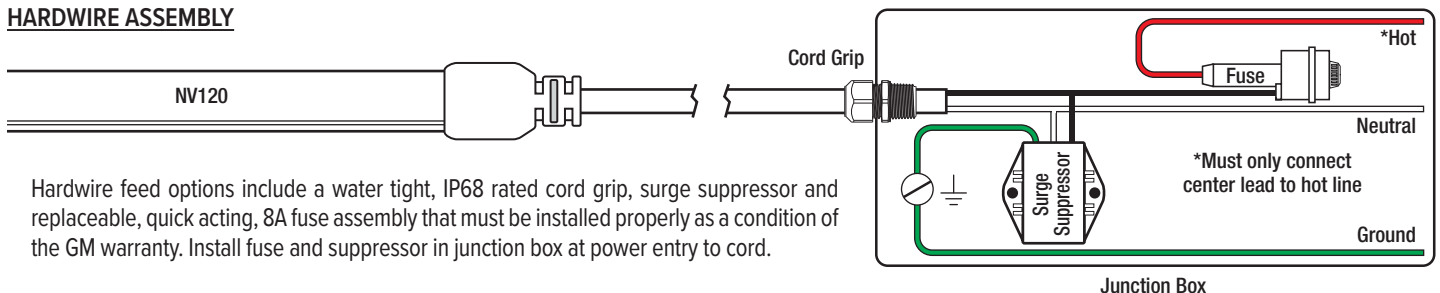 HARDWIRE ASSEMBLY
NV120
Cord Grip
*Hot
Fuse
Neutral
*Must only connect
center lead to hot line
Surge
Suppressor
Ground
Junction Box
Hardwire feed options include a water tight, IP68 rated cord grip, surge suppressor and
replaceable, quick acting, 8A fuse assembly that must be installed properly as a condition of
the GM warranty. Install fuse and suppressor in junction box at power entry to cord.